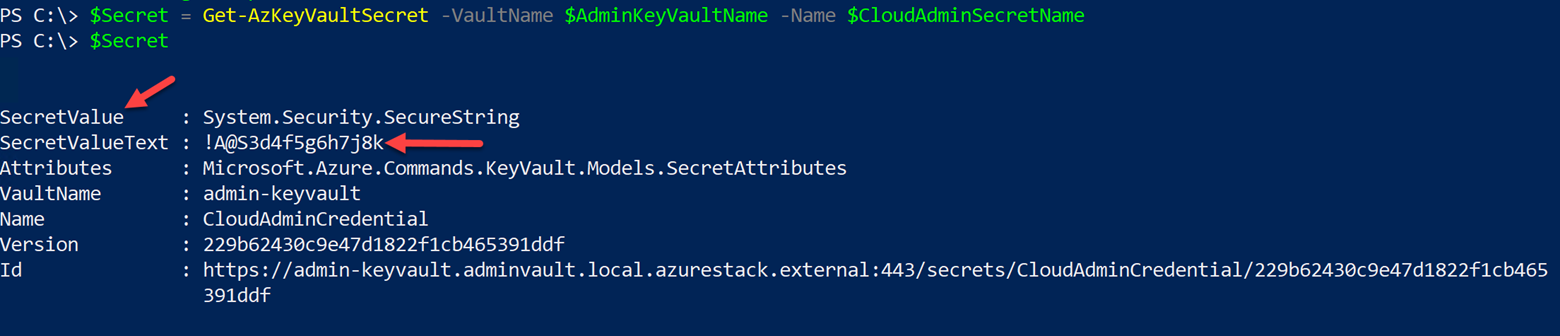 PS C:\> $Secret = Get-AzKeyVaultSecret -VaultName $AdminKeyVaultName -Name $CloudAdminSecretName
PS C:\> $Secret
SecretValue : System.Security.SecureString
SecretValueText : !A@S3d4f5g6h7j8k
Attributes : Microsoft.Azure.Commands.KeyVault.Models.SecretAttributes
VaultName : admin-keyvault
Name : CloudAdminCredential
Version : 229b62430c9e47d1822f1cb465391ddf
Id : https://admin-keyvault.adminvault.local.azurestack.external:443/secrets/CloudAdminCredential/229b62430c9e47d1822f1cb465
391ddf